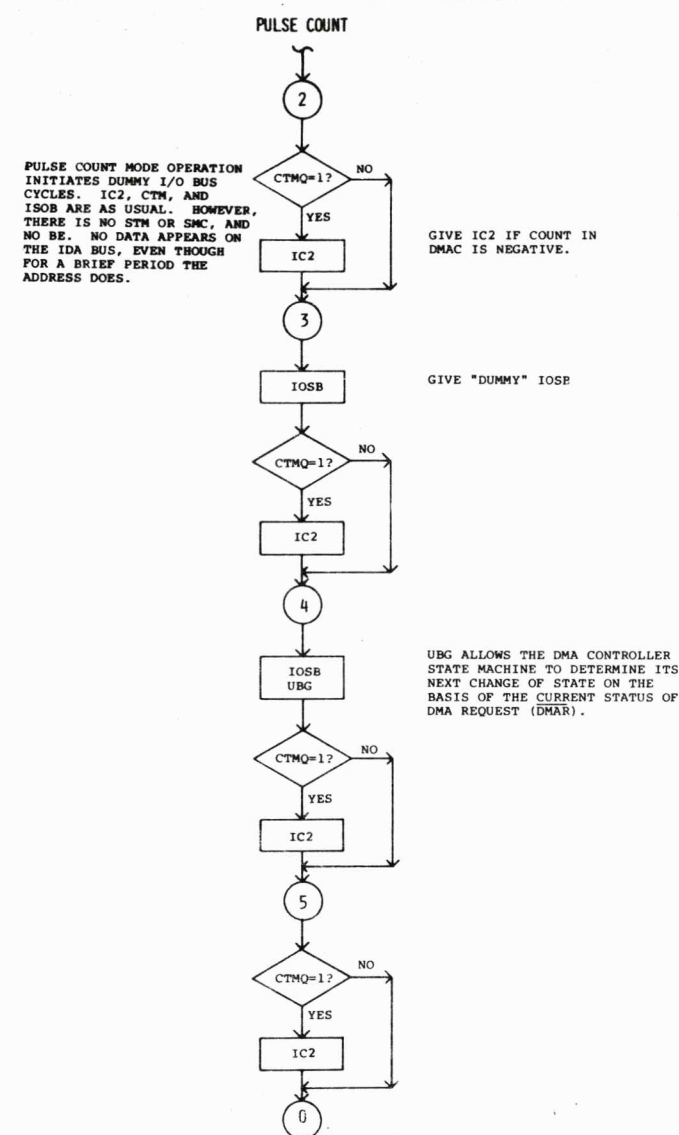 PULSE COUNT
2
PULSE COUNT MODE OPERATION
INITIATES DUMMY I/O BUS
CYCLES. IC2, CTM, AND
ISOB ARE AS USUAL. HOWEVER,
THERE IS NO STM OR SMC, AND
NO BE. NO DATA APPEARS ON
THE IDA BUS, EVEN THOUGH
FOR A BRIEF PERIOD THE
ADDRESS DOES.
CTMQ=1?
NO
YES
IC2
GIVE IC2 IF COUNT IN
DMAC IS NEGATIVE.
3
IOSB
GIVE "DUMMY" IOSB
CTMQ=1?
NO
YES
IC2
4
IOSB
UBG
UBG ALLOWS THE DMA CONTROLLER
STATE MACHINE TO DETERMINE ITS
NEXT CHANGE OF STATE ON THE
BASIS OF THE CURRENT STATUS OF
DMA REQUEST (DMAR).
CTMQ=1?
NO
YES
IC2
5
CTMQ=1?
NO
YES
IC2
0